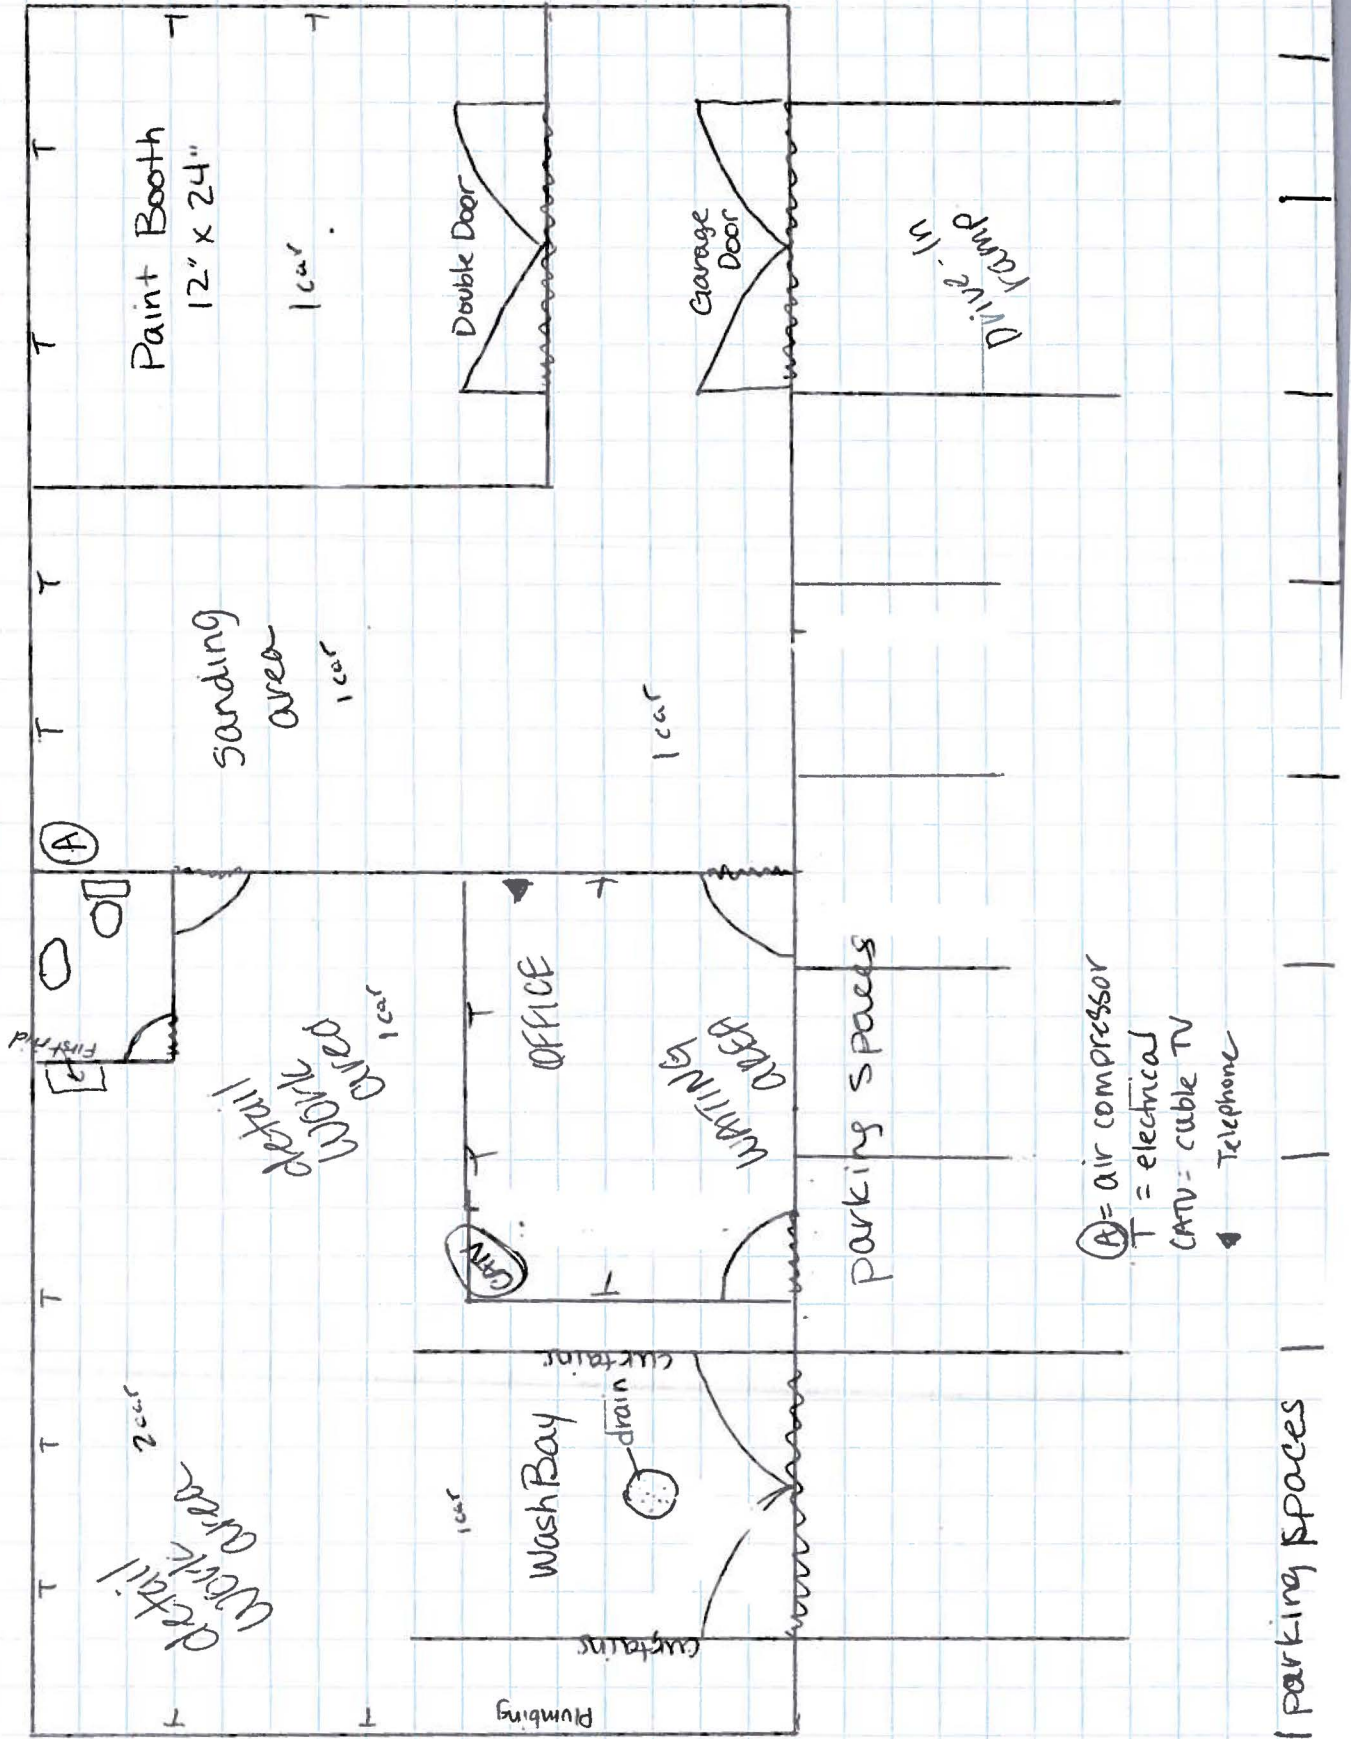 T
T
T
T
T
T
T
First Aid
A
T
T
detail
work
area
2 car
detail
work
area
1 car
sanding
area
1 car
Paint Booth
12" x 24"
1 car
T
T
Plumbing
curtains
1 car
Wash Bay
drain
curtains
CATV
T
T
T
T
OFFICE
WAITING
AREA
1 car
Double Door
Garage
Door
parking spaces
Drive-in
ramp
A = air compressor
T = electrical
CATV = cable TV
Telephone
parking spaces